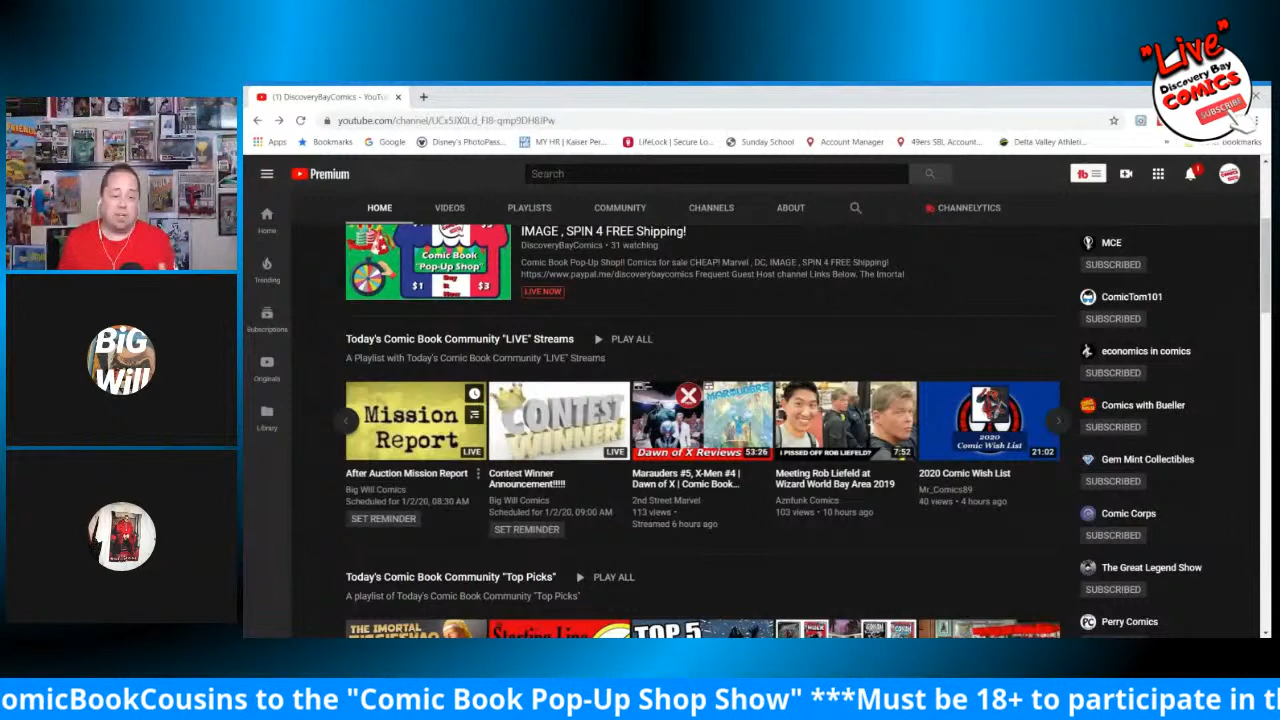 "Live"
Discovery Bay
COMICS
SUBSCRIBE
BiG
Will
(1) DiscoveryBayComics - YouTu
Apps
Bookmarks
Google
Disney's PhotoPass...
MY HR | Kaiser Per...
LifeLock | Secure Lo...
Sunday School
Account Manager
49ers SBL Account...
Delta Valley Athleti...
Premium
Search
HOME
VIDEOS
PLAYLISTS
COMMUNITY
CHANNELS
ABOUT
CHANNELYTICS
Home
Trending
Subscriptions
Originals
Library
Comic Book
Pop-Up Shop
$1
$3
IMAGE , SPIN 4 FREE Shipping!
DiscoveryBayComics • 31 watching
Comic Book Pop-Up Shop!! Comics for sale CHEAP! Marvel , DC, IMAGE , SPIN 4 FREE Shipping!
https://www.paypal.me/discoverybaycomics Frequent Guest Host channel Links Below. The Imortal
LIVE NOW
Today's Comic Book Community "LIVE" Streams
PLAY ALL
A Playlist with Today's Comic Book Community "LIVE" Streams
Mission
Report
LIVE
After Auction Mission Report
Big Will Comics
Scheduled for 1/2/20, 08:30 AM
SET REMINDER
CONTEST
WINNER!
LIVE
Contest Winner
Announcement!!!!!
Big Will Comics
Scheduled for 1/2/20, 09:00 AM
SET REMINDER
MARAUDERS
Dawn of X Reviews
53:26
Marauders #5, X-Men #4 |
Dawn of X | Comic Book...
2nd Street Marvel
113 views •
Streamed 6 hours ago
I PISSED OFF ROB LIEFELD?
7:52
Meeting Rob Liefeld at
Wizard World Bay Area 2019
Aznfunk Comics
103 views • 10 hours ago
2020
Comic Wish List
21:02
2020 Comic Wish List
Mr_Comics89
40 views • 4 hours ago
Today's Comic Book Community "Top Picks"
PLAY ALL
A playlist of Today's Comic Book Community "Top Picks"
THE IMORTAL
Starting Line
TOP 5
MCE
SUBSCRIBED
ComicTom101
SUBSCRIBED
economics in comics
SUBSCRIBED
Comics with Bueller
SUBSCRIBED
Gem Mint Collectibles
SUBSCRIBED
Comic Corps
SUBSCRIBED
The Great Legend Show
SUBSCRIBED
PC
Perry Comics
omicBookCousins to the "Comic Book Pop-Up Shop Show" ***Must be 18+ to participate in t